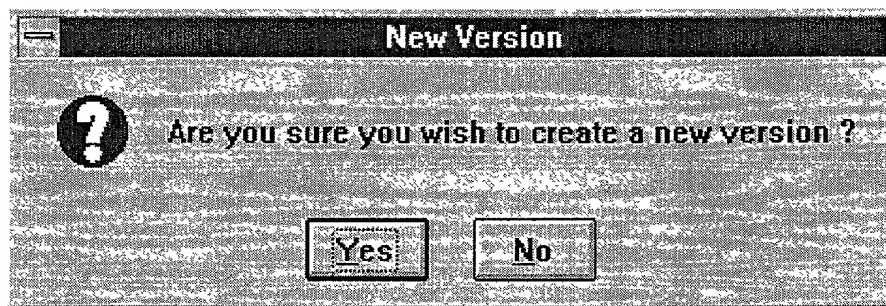 New Version
Are you sure you wish to create a new version ?
Yes
No